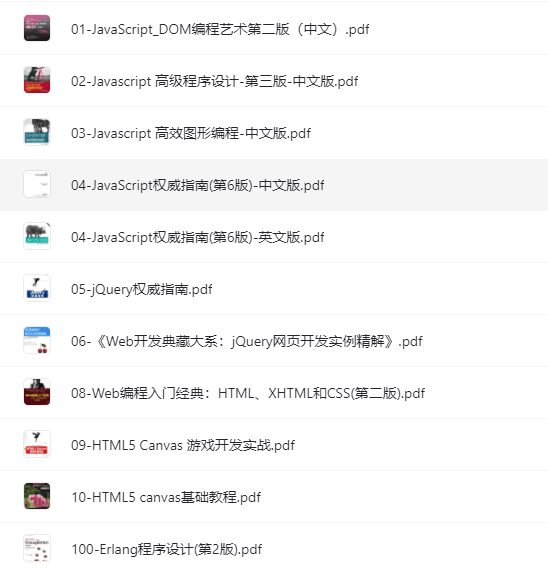 01-JavaScript_DOM编程艺术第二版（中文）.pdf
02-Javascript 高级程序设计-第三版-中文版.pdf
03-Javascript 高效图形编程-中文版.pdf
04-JavaScript权威指南(第6版)-中文版.pdf
04-JavaScript权威指南(第6版)-英文版.pdf
05-jQuery权威指南.pdf
06-《Web开发典藏大系：jQuery网页开发实例精解》.pdf
08-Web编程入门经典：HTML、XHTML和CSS(第二版).pdf
09-HTML5 Canvas 游戏开发实战.pdf
10-HTML5 canvas基础教程.pdf
100-Erlang程序设计(第2版).pdf